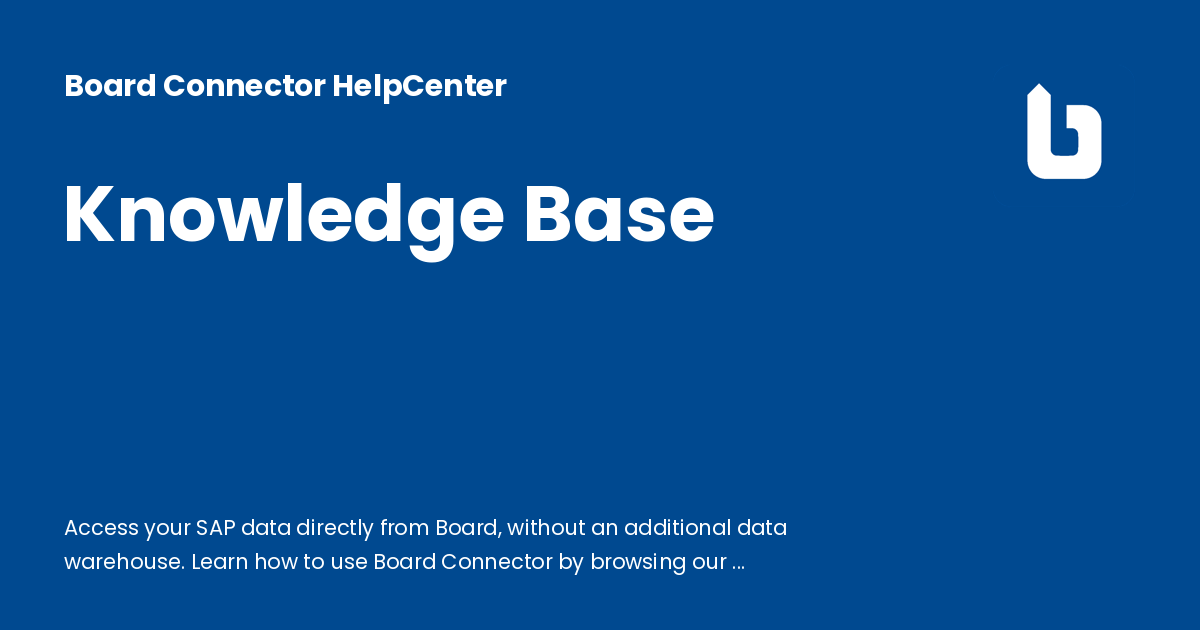 Board Connector HelpCenter
Knowledge Base
Access your SAP data directly from Board, without an additional data
warehouse. Learn how to use Board Connector by browsing our ...